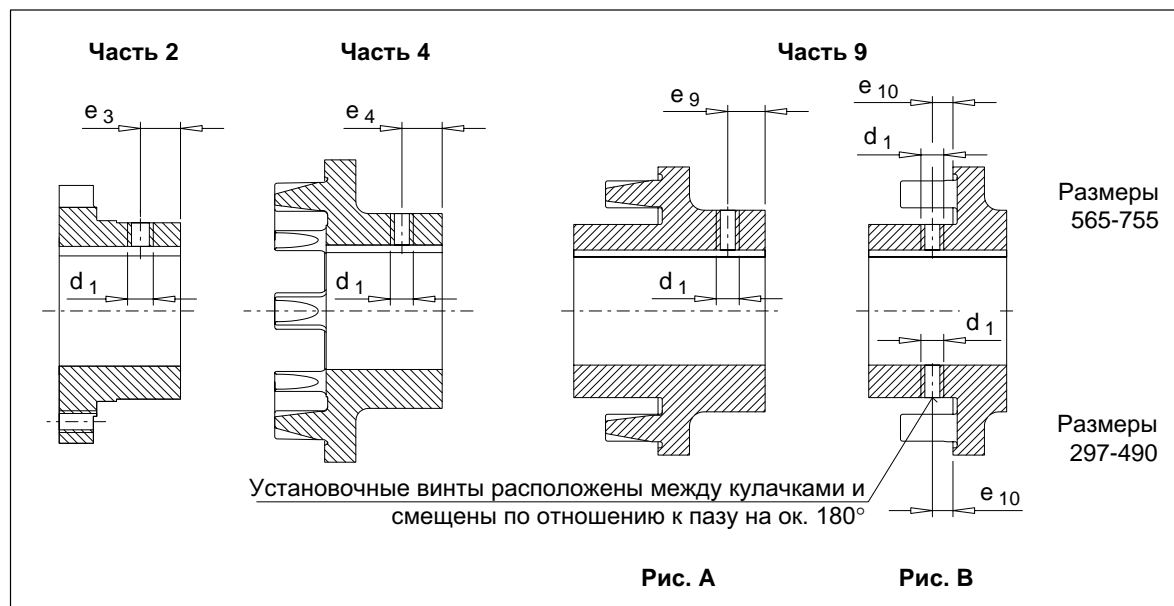 Часть 2
Часть 4
Часть 9
e 3
e 4
e 9
e 10
d 1
Размеры
565-755
d 1
d 1
d 1
d 1
Размеры
297-490
Установочные винты расположены между кулачками и
смещены по отношению к пазу на ок. 180°
e 10
Рис. A
Рис. B